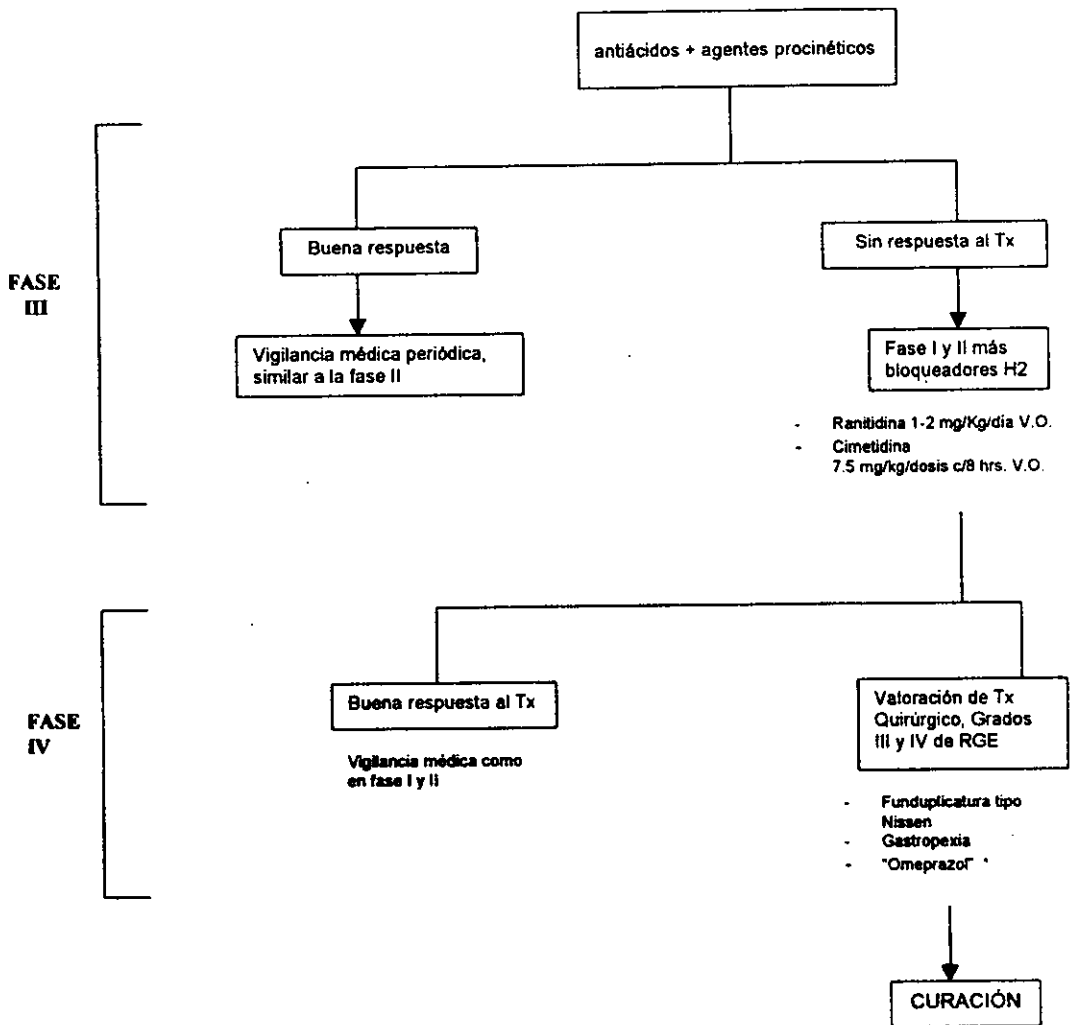 antiácidos + agentes procinéticos
FASE
III
Buena respuesta
Sin respuesta al Tx
Vigilancia médica periódica,
similar a la fase II
Fase I y II más
bloqueadores H2
- Ranitidina 1-2 mg/Kg/día V.O.
- Cimetidina
7.5 mg/kg/dosis c/8 hrs. V.O.
FASE
IV
Buena respuesta al Tx
Vigilancia médica como
en fase I y II
Valoración de Tx
Quirúrgico, Grados
III y IV de RGE
- Funduplicatura tipo
Nissen
- Gastropexia
- "Omeprazol"
CURACIÓN